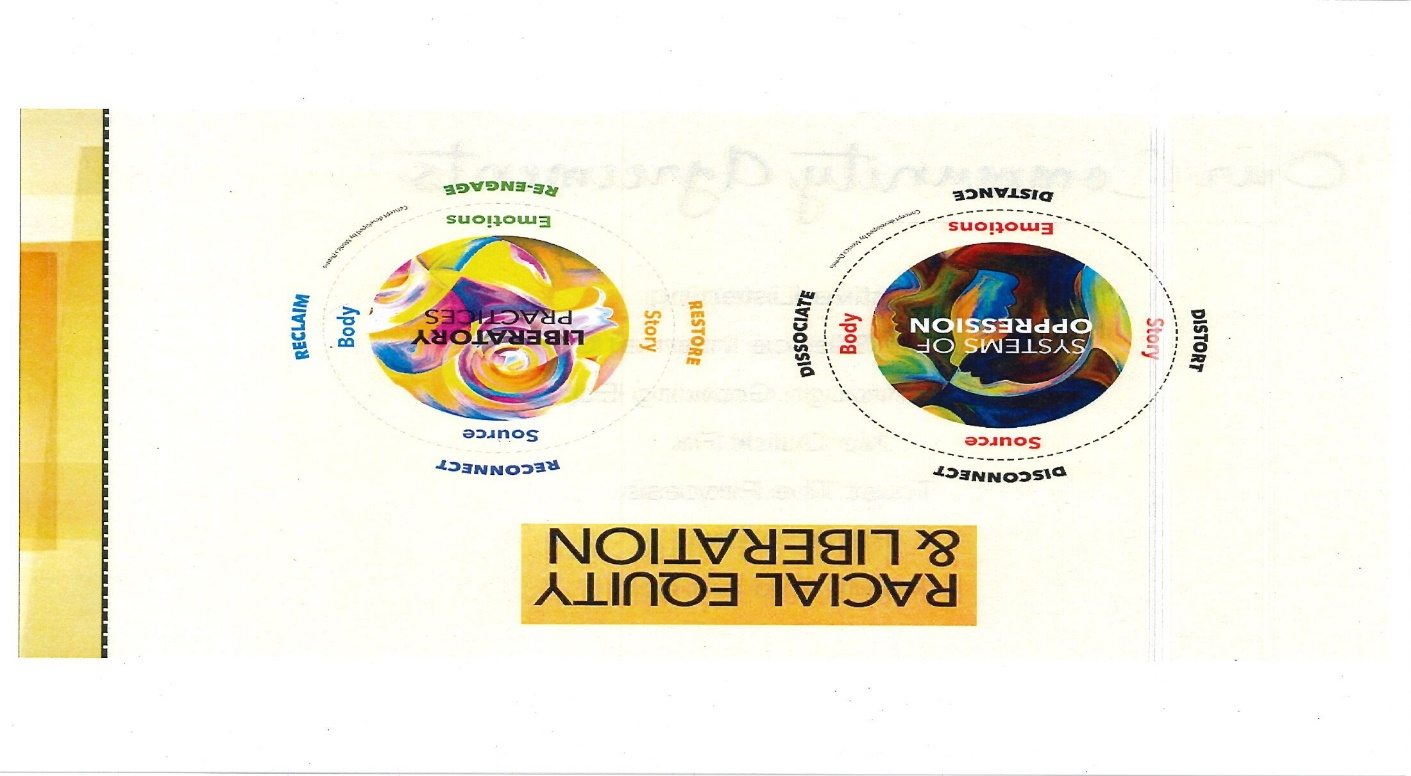 RACIAL EQUITY
& LIBERATION
DISCONNECT
Source
DISTORT
Story
SYSTEMS OF
OPPRESSION
Body
DISSOCIATE
Emotions
DISTANCE
RECONNECT
Source
RESTORE
Story
LIBERATORY
PRACTICES
Body
RECLAIM
Emotions
RE-ENGAGE